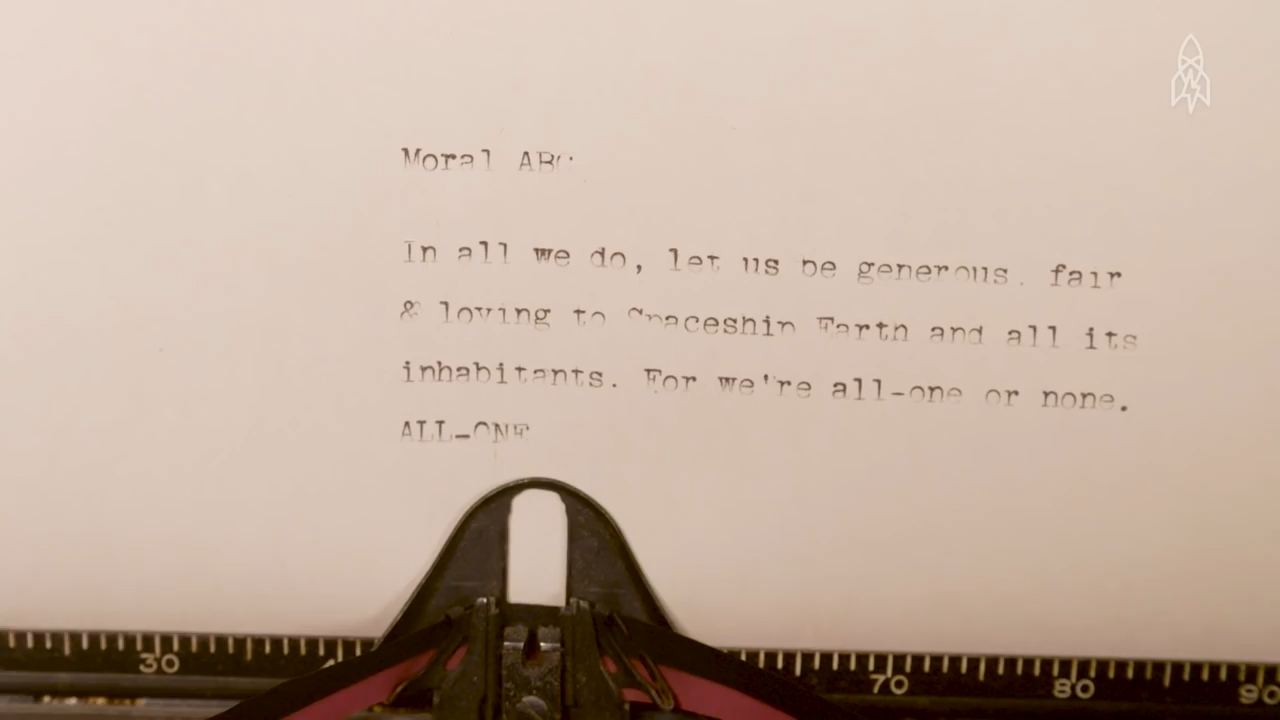 Moral ABC
In all we do, let us be generous, fair
& loving to Spaceship Earth and all its
inhabitants. For we're all-one or none.
ALL-ONE
30
70
80
90